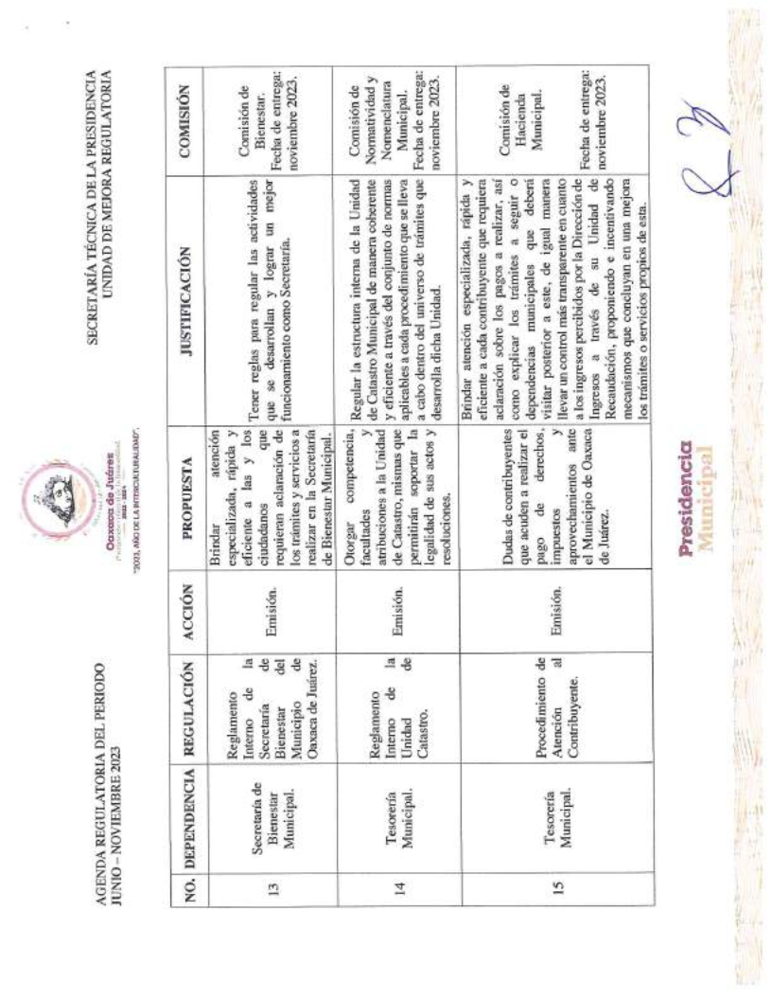 AGENDA REGULATORIA DEL PERIODO
JUNIO – NOVIEMBRE 2023
Oaxaca de Juárez
2022 - 2024
"2023, AÑO DE LA INTERCULTURALIDAD".
SECRETARÍA TÉCNICA DE LA PRESIDENCIA
UNIDAD DE MEJORA REGULATORIA
NO.
DEPENDENCIA
REGULACIÓN
ACCIÓN
PROPUESTA
JUSTIFICACIÓN
COMISIÓN
13
Secretaría de
Bienestar
Municipal.
Reglamento
Interno de la
Secretaría de
Bienestar del
Municipio de
Oaxaca de Juárez.
Emisión.
Brindar atención
especializada, rápida y
eficiente a las y los
ciudadanos que
requieran aclaración de
los trámites y servicios a
realizar en la Secretaría
de Bienestar Municipal.
Tener reglas para regular las actividades
que se desarrollan y lograr un mejor
funcionamiento como Secretaría.
Comisión de
Bienestar.
Fecha de entrega:
noviembre 2023.
14
Tesorería
Municipal.
Reglamento
Interno de la
Unidad de
Catastro.
Emisión.
Otorgar competencia,
facultades y
atribuciones a la Unidad
de Catastro, mismas que
permitirán soportar la
legalidad de sus actos y
resoluciones.
Regular la estructura interna de la Unidad
de Catastro Municipal de manera coherente
y eficiente a través del conjunto de normas
aplicables a cada procedimiento que se lleva
a cabo dentro del universo de trámites que
desarrolla dicha Unidad.
Comisión de
Normatividad y
Nomenclatura
Municipal.
Fecha de entrega:
noviembre 2023.
15
Tesorería
Municipal.
Procedimiento de
Atención al
Contribuyente.
Emisión.
Dudas de contribuyentes
que acuden a realizar el
pago de derechos,
impuestos y
aprovechamientos ante
el Municipio de Oaxaca
de Juárez.
Brindar atención especializada, rápida y
eficiente a cada contribuyente que requiera
aclaración sobre los pagos a realizar, así
como explicar los trámites a seguir o
dependencias municipales que deberá
visitar posterior a este, de igual manera
llevar un control más transparente en cuanto
a los ingresos percibidos por la Dirección de
Ingresos a través de su Unidad de
Recaudación, proponiendo e incentivando
mecanismos que concluyan en una mejora
los trámites o servicios propios de esta.
Comisión de
Hacienda
Municipal.
Fecha de entrega:
noviembre 2023.
Presidencia
Municipal